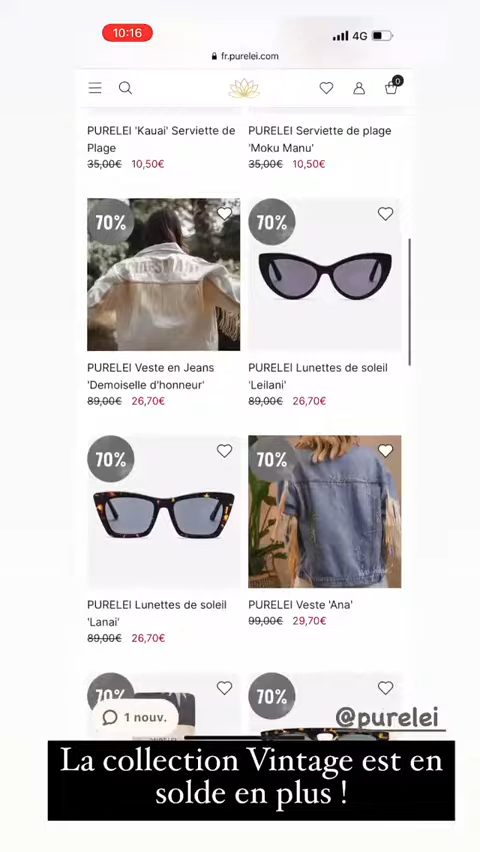 10:16
4G
fr.purelei.com
0
PURELEI 'Kauai' Serviette de
Plage
35,00€ 10,50€
PURELEI Serviette de plage
'Moku Manu'
35,00€ 10,50€
70%
70%
PURELEI Veste en Jeans
'Demoiselle d'honneur'
89,00€ 26,70€
PURELEI Lunettes de soleil
'Leilani'
89,00€ 26,70€
70%
70%
PURELEI Lunettes de soleil
'Lanai'
89,00€ 26,70€
PURELEI Veste 'Ana'
99,00€ 29,70€
70%
70%
1 nouv.
@purelei
La collection Vintage est en
solde en plus !